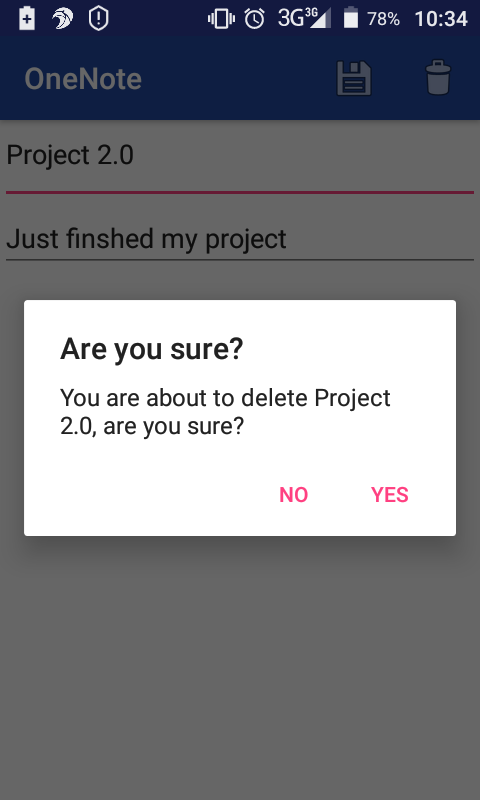 3G 3G 78% 10:34
OneNote
Project 2.0
Just finshed my project
Are you sure?
You are about to delete Project
2.0, are you sure?
NO YES